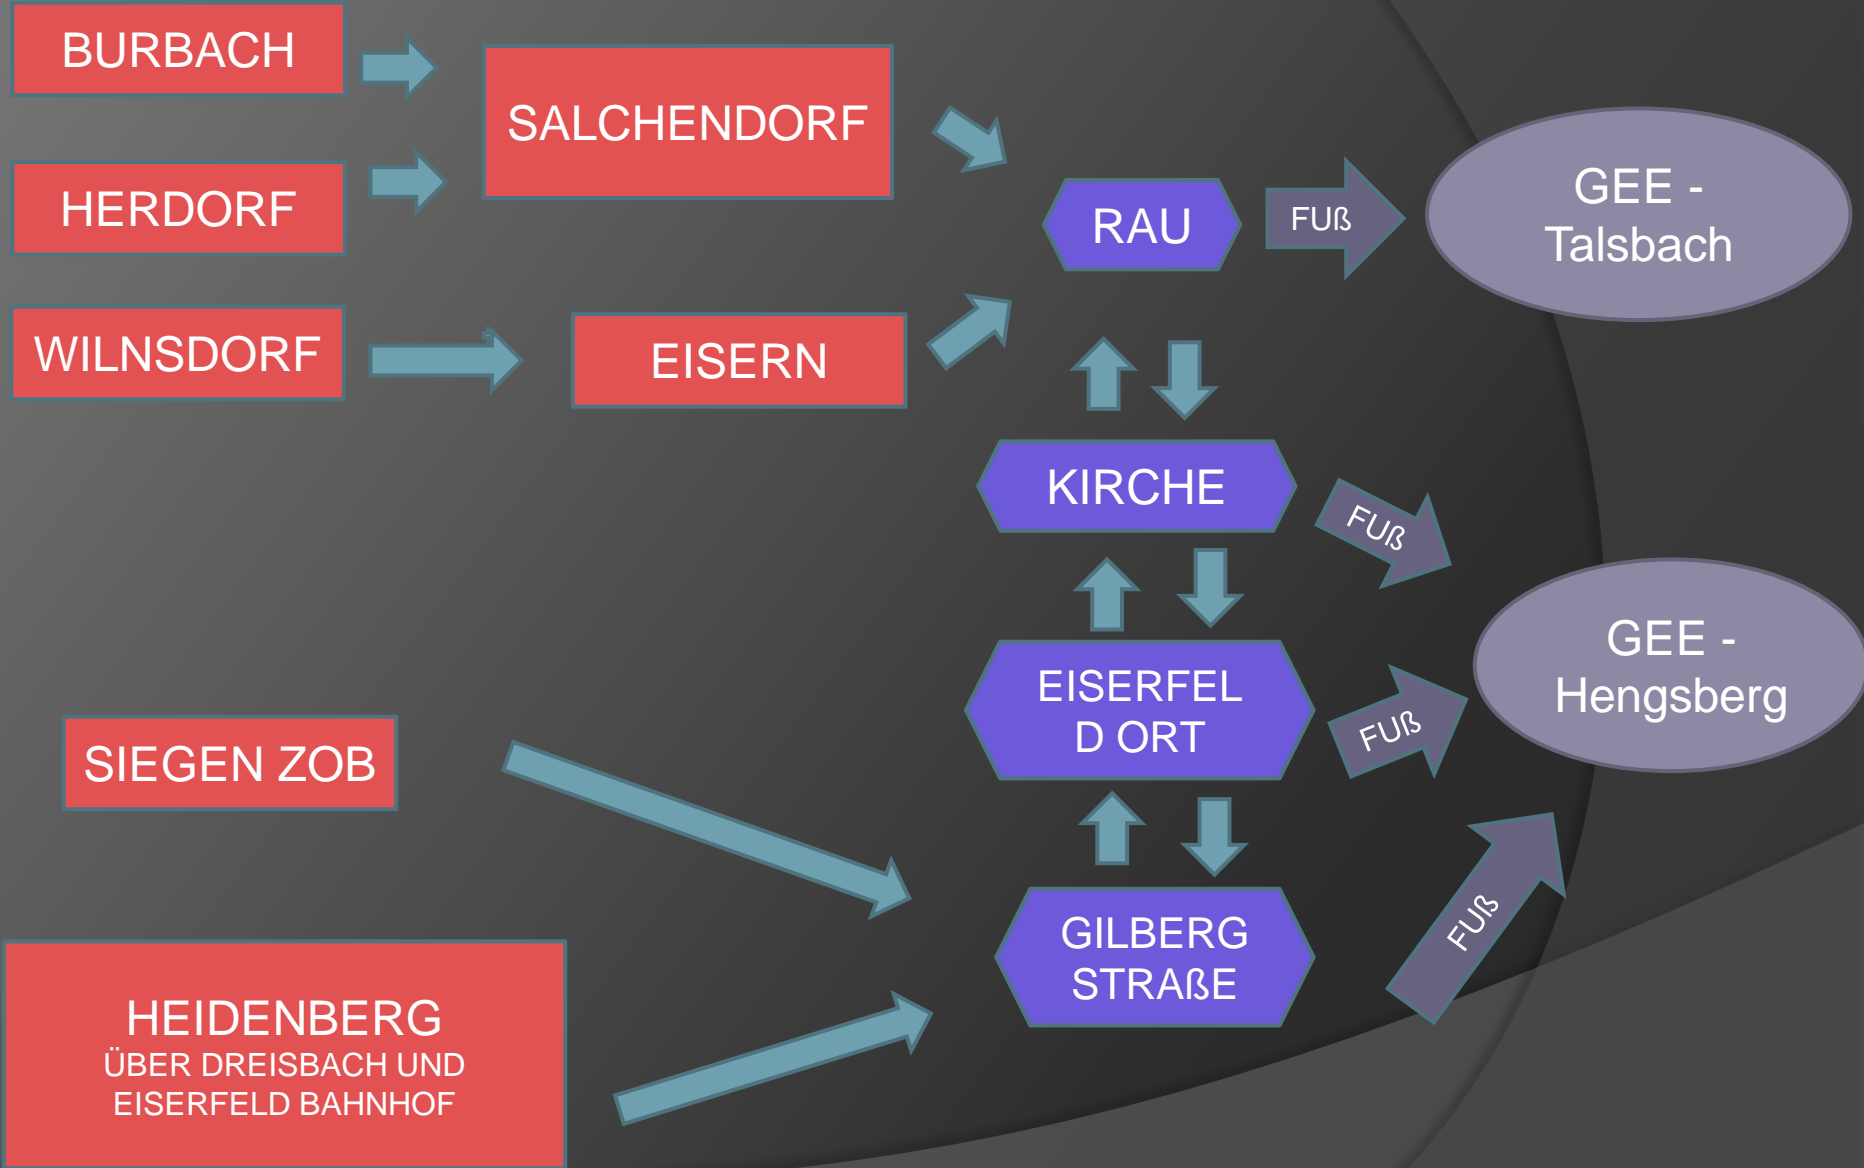 BURBACH
SALCHENDORF
HERDORF
RAU
FUß
GEE -
Talsbach
WILNSDORF
EISERN
KIRCHE
FUß
EISERFEL
D ORT
FUß
GEE -
Hengsberg
SIEGEN ZOB
GILBERG
STRAßE
FUß
HEIDENBERG
ÜBER DREISBACH UND
EISERFELD BAHNHOF